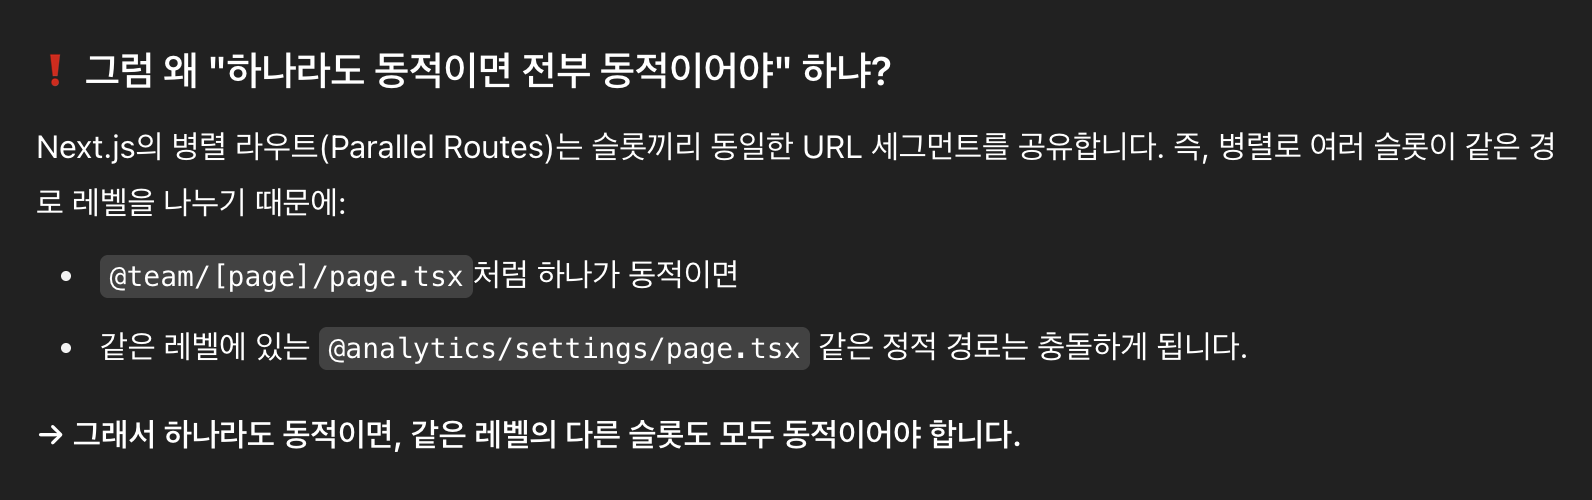 ❗ 그럼 왜 "하나라도 동적이면 전부 동적이어야" 하냐?
Next.js의 병렬 라우트(Parallel Routes)는 슬롯끼리 동일한 URL 세그먼트를 공유합니다. 즉, 병렬로 여러 슬롯이 같은 경
로 레벨을 나누기 때문에:
• @team/[page]/page.tsx처럼 하나가 동적이면
• 같은 레벨에 있는 @analytics/settings/page.tsx 같은 정적 경로는 충돌하게 됩니다.
→ 그래서 하나라도 동적이면, 같은 레벨의 다른 슬롯도 모두 동적이어야 합니다.